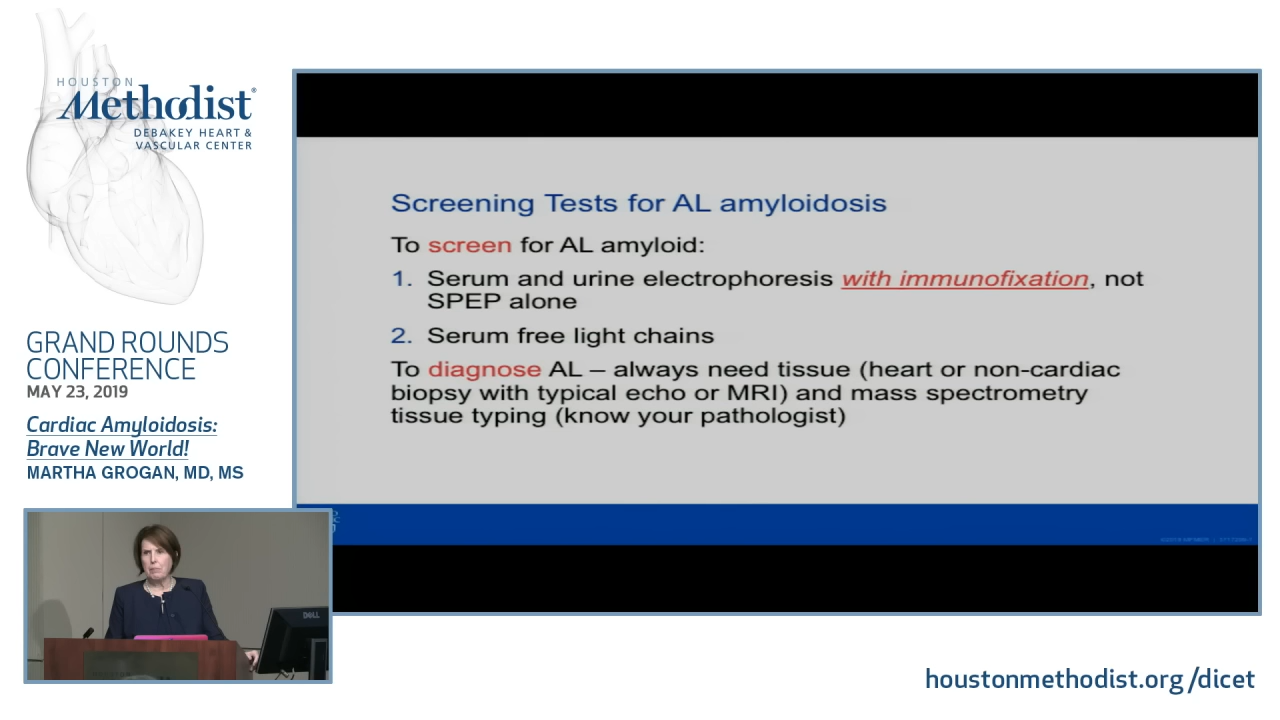 HOUSTON
Methodist®
DEBAKEY HEART &
VASCULAR CENTER
GRAND ROUNDS
CONFERENCE
MAY 23, 2019
Cardiac Amyloidosis:
Brave New World!
MARTHA GROGAN, MD, MS
Screening Tests for AL amyloidosis
To screen for AL amyloid:
1. Serum and urine electrophoresis with immunofixation, not
SPEP alone
2. Serum free light chains
To diagnose AL – always need tissue (heart or non-cardiac
biopsy with typical echo or MRI) and mass spectrometry
tissue typing (know your pathologist)
DELL
houstonmethodist.org/dicet